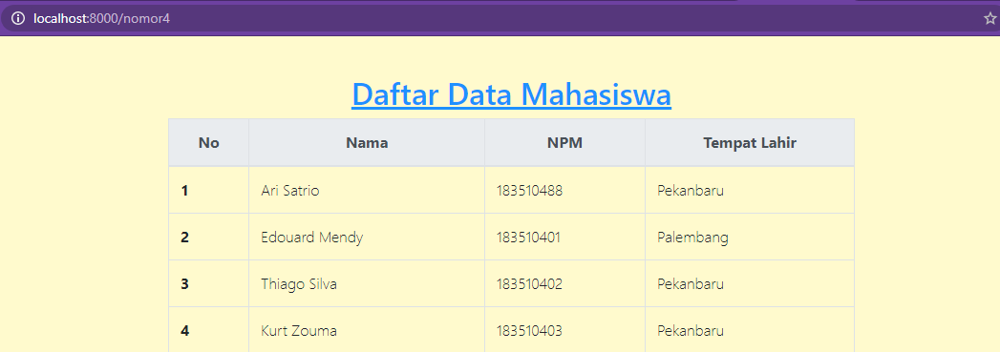 localhost:8000/nomor4
Daftar Data Mahasiswa
No Nama NPM Tempat Lahir
1 Ari Satrio 183510488 Pekanbaru
2 Edouard Mendy 183510401 Palembang
3 Thiago Silva 183510402 Pekanbaru
4 Kurt Zouma 183510403 Pekanbaru